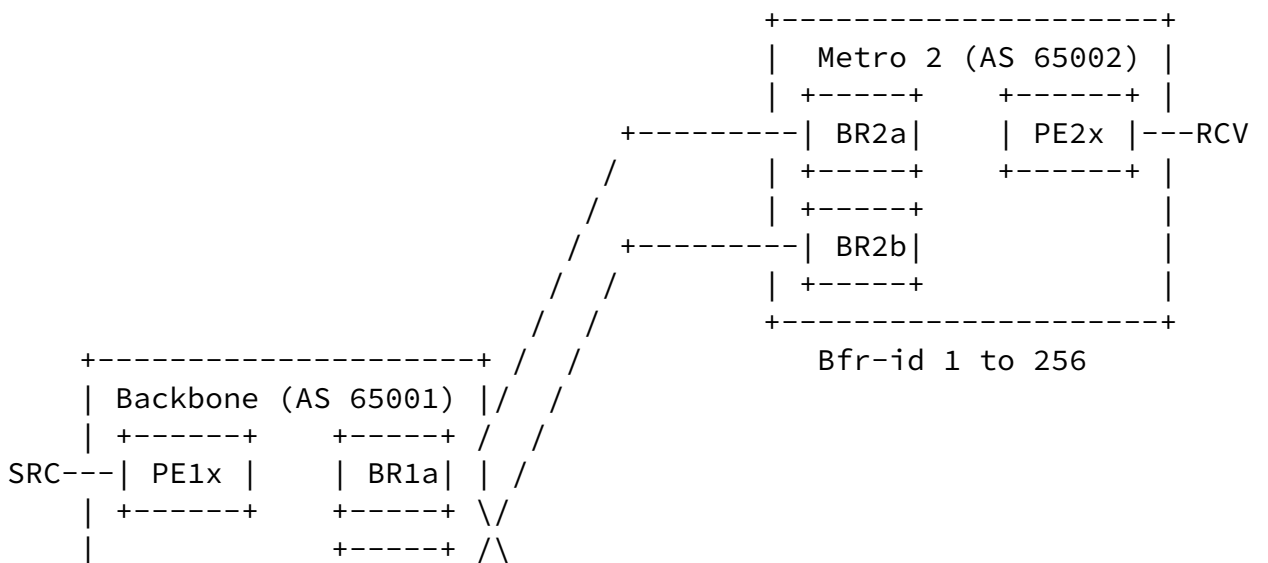 Metro 2 (AS 65002)
BR2a PE2x RCV
BR2b
Bfr-id 1 to 256
Backbone (AS 65001)
SRC PE1x BR1a